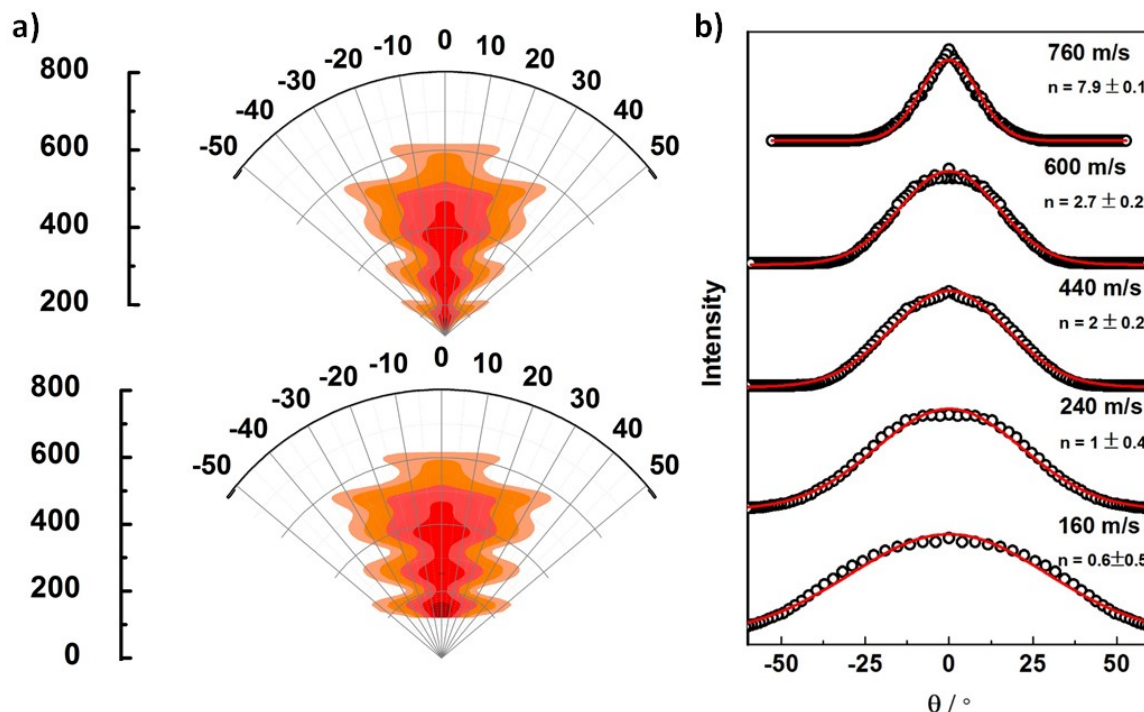 a)
800
600
400
200
-50
-40
-30
-20
-10
0
10
20
30
40
50
800
600
400
200
0
-50
-40
-30
-20
-10
0
10
20
30
40
50
b)
760 m/s
n = 7.9 ± 0.1
600 m/s
n = 2.7 ± 0.2
440 m/s
n = 2 ± 0.2
240 m/s
n = 1 ± 0.4
160 m/s
n = 0.6±0.5
Intensity
-50
-25
0
25
50
θ / °